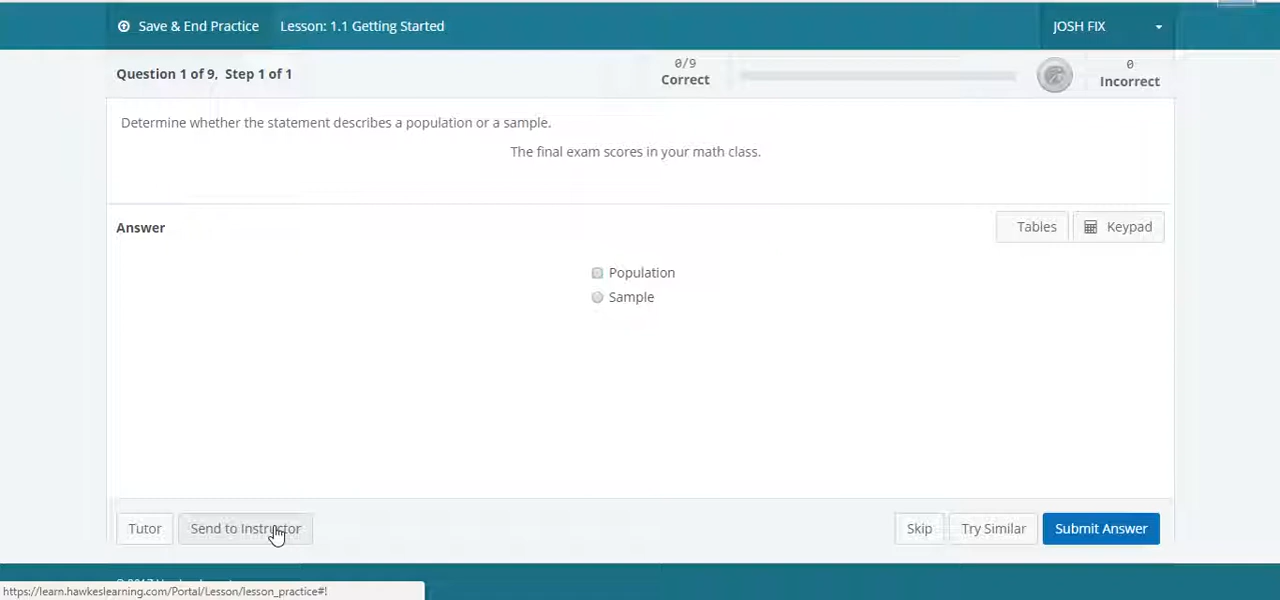 Save & End Practice Lesson: 1.1 Getting Started JOSH FIX
Question 1 of 9, Step 1 of 1
0/9
Correct
0
Incorrect
Determine whether the statement describes a population or a sample.
The final exam scores in your math class.
Answer
Tables Keypad
Population
Sample
Tutor Send to Instructor Skip Try Similar Submit Answer
https://learn.hawkeslearning.com/Portal/Lesson/lesson_practice#!